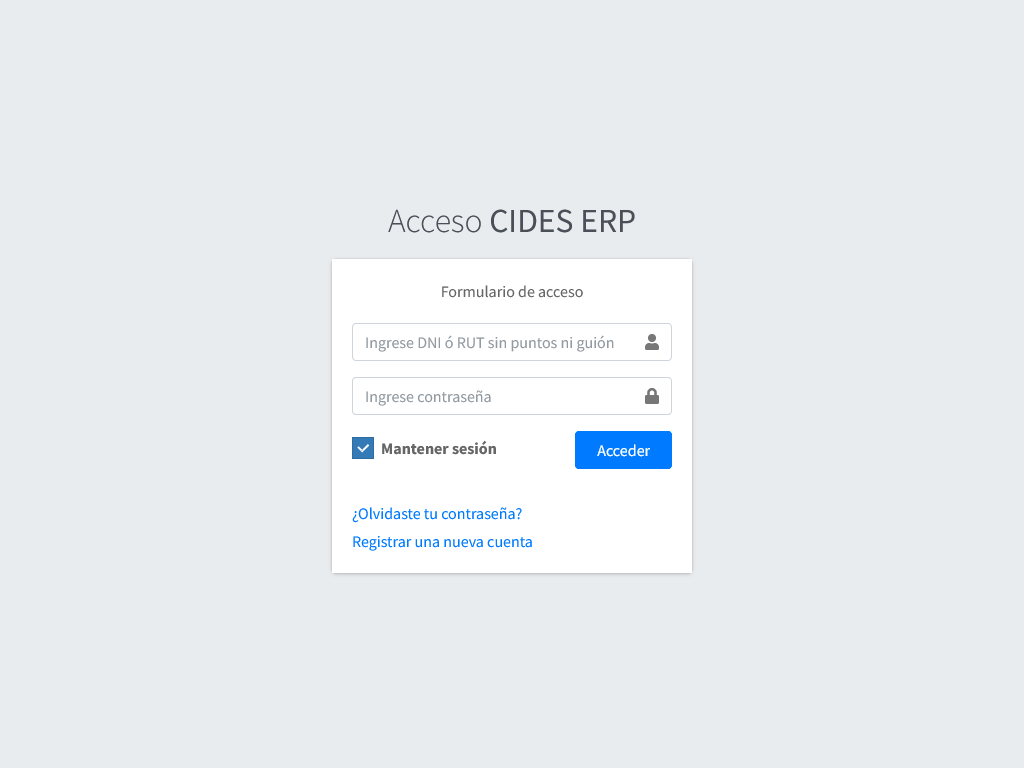 Acceso CIDES ERP
Formulario de acceso
Ingrese DNI ó RUT sin puntos ni guión
Ingrese contraseña
Mantener sesión
Acceder
¿Olvidaste tu contraseña?
Registrar una nueva cuenta